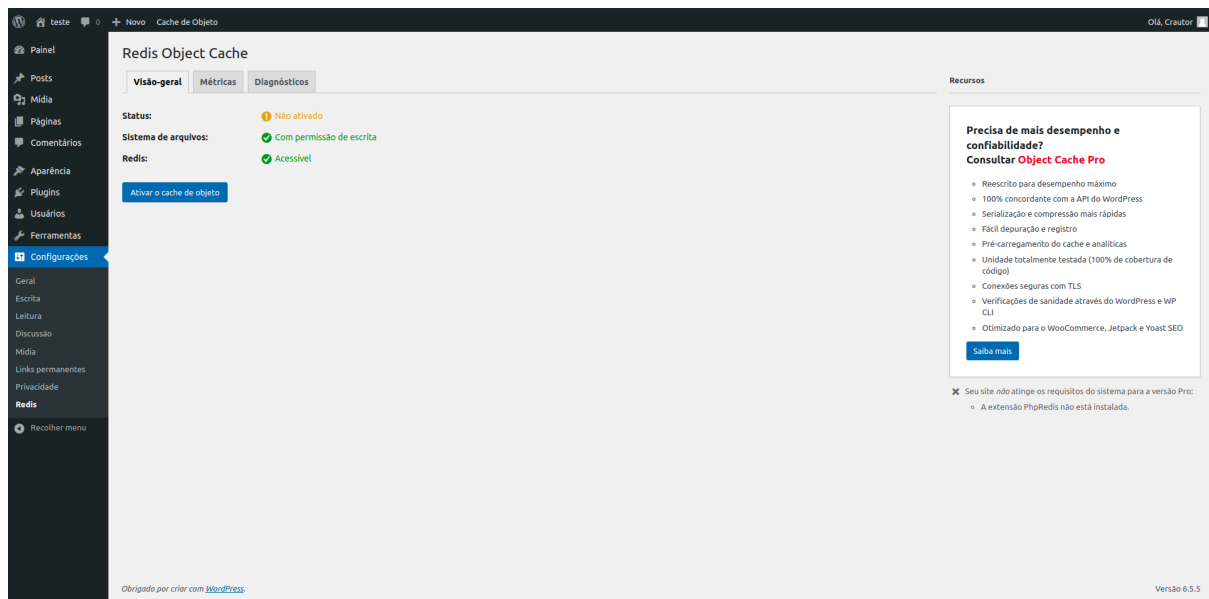 teste 0 Novo Cache de Objeto Olá, Crautor
Painel
Posts
Mídia
Páginas
Comentários
Aparência
Plugins
Usuários
Ferramentas
Configurações
Geral
Escrita
Leitura
Discussão
Mídia
Links permanentes
Privacidade
Redis
Recolher menu
Redis Object Cache
Visão-geral Métricas Diagnósticos
Status: Não ativado
Sistema de arquivos: Com permissão de escrita
Redis: Acessível
Ativar o cache de objeto
Recursos
Precisa de mais desempenho e
confiabilidade?
Consultar Object Cache Pro
Reescrito para desempenho máximo
100% concordante com a API do WordPress
Serialização e compressão mais rápidas
Fácil depuração e registro
Pré-carregamento do cache e analíticas
Unidade totalmente testada (100% de cobertura de
código)
Conexões seguras com TLS
Verificações de sanidade através do WordPress e WP
CLI
Otimizado para o WooCommerce, Jetpack e Yoast SEO
Saiba mais
Seu site não atinge os requisitos do sistema para a versão Pro:
A extensão PhpRedis não está instalada.
Obrigado por criar com WordPress. Versão 6.5.5